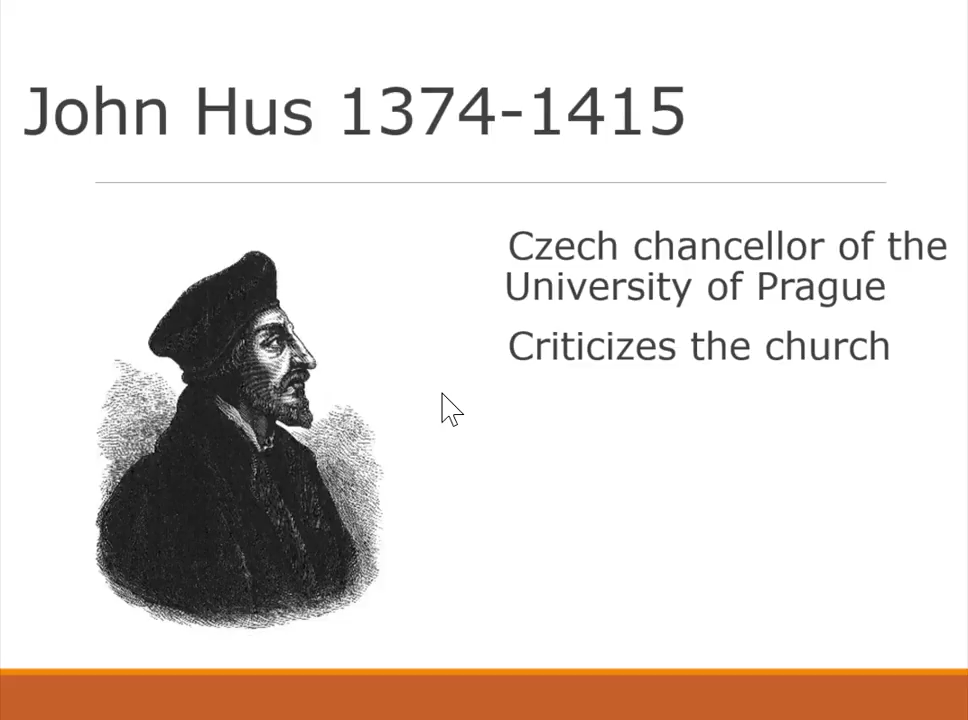 John Hus 1374-1415
Czech chancellor of the
University of Prague
Criticizes the church